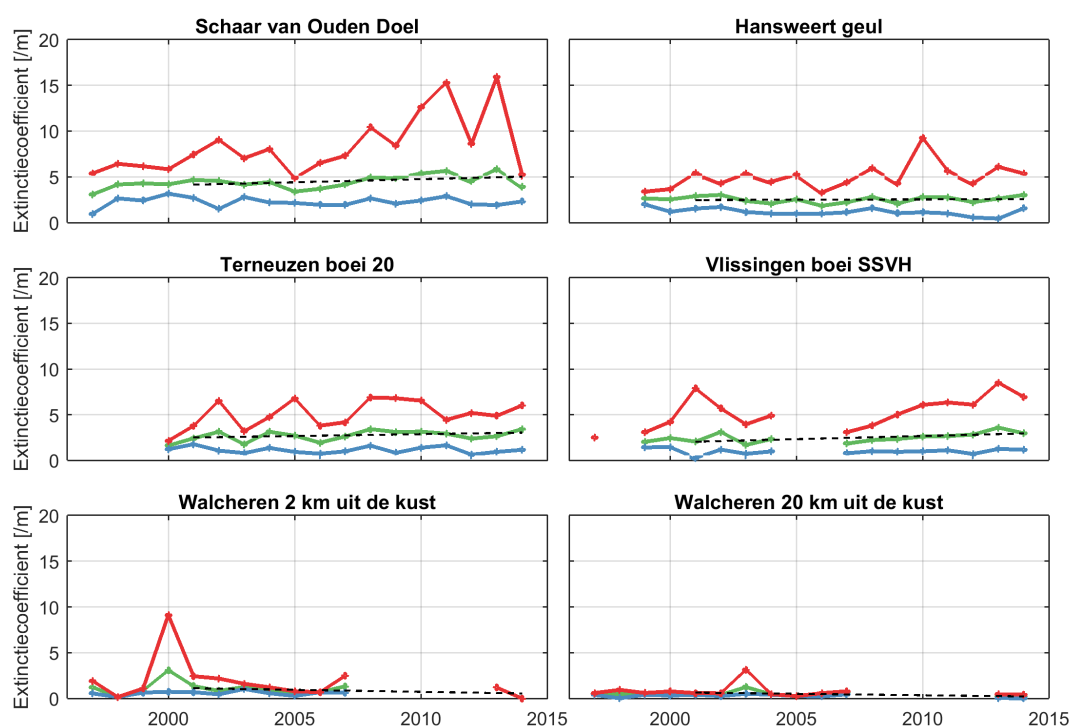 Schaar van Ouden Doel
Hansweert geul
Extinctiecoefficient [/m]
20
15
10
5
0
Terneuzen boei 20
Vlissingen boei SSVH
Extinctiecoefficient [/m]
20
15
10
5
0
Walcheren 2 km uit de kust
Walcheren 20 km uit de kust
Extinctiecoefficient [/m]
20
15
10
5
0
2000 2005 2010 2015
2000 2005 2010 2015